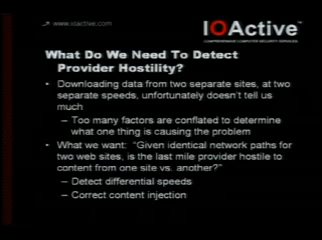 www.ioactive.com
IOActive
COMPREHENSIVE COMPUTER SECURITY SERVICES
What Do We Need To Detect
Provider Hostility?
• Downloading data from two separate sites, at two
separate speeds, unfortunately doesn't tell us
much
– Too many factors are conflated to determine
what one thing is causing the problem
• What we want: "Given identical network paths for
two web sites, is the last mile provider hostile to
content from one site vs. another?"
– Detect differential speeds
– Correct content injection